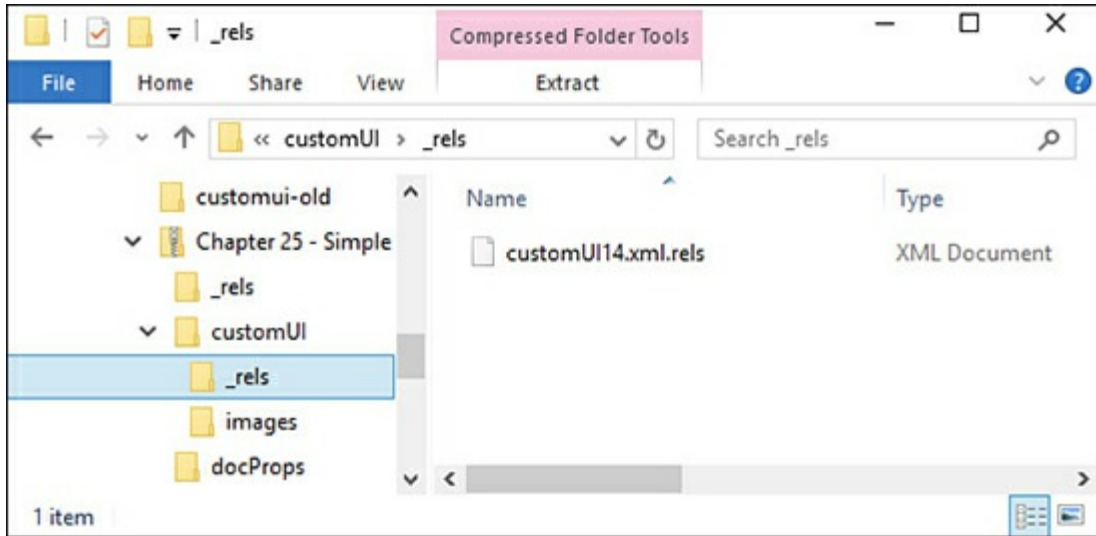 _rels
Compressed Folder Tools
File Home Share View Extract
« customUI > _rels
Search _rels
customui-old
Chapter 25 - Simple
_rels
customUI
_rels
images
docProps
Name Type
customUI14.xml.rels XML Document
1 item